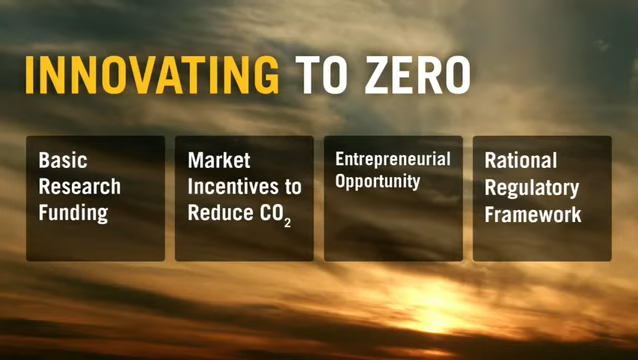 INNOVATING TO ZERO
Basic
Research
Funding
Market
Incentives to
Reduce CO₂
Entrepreneurial
Opportunity
Rational
Regulatory
Framework